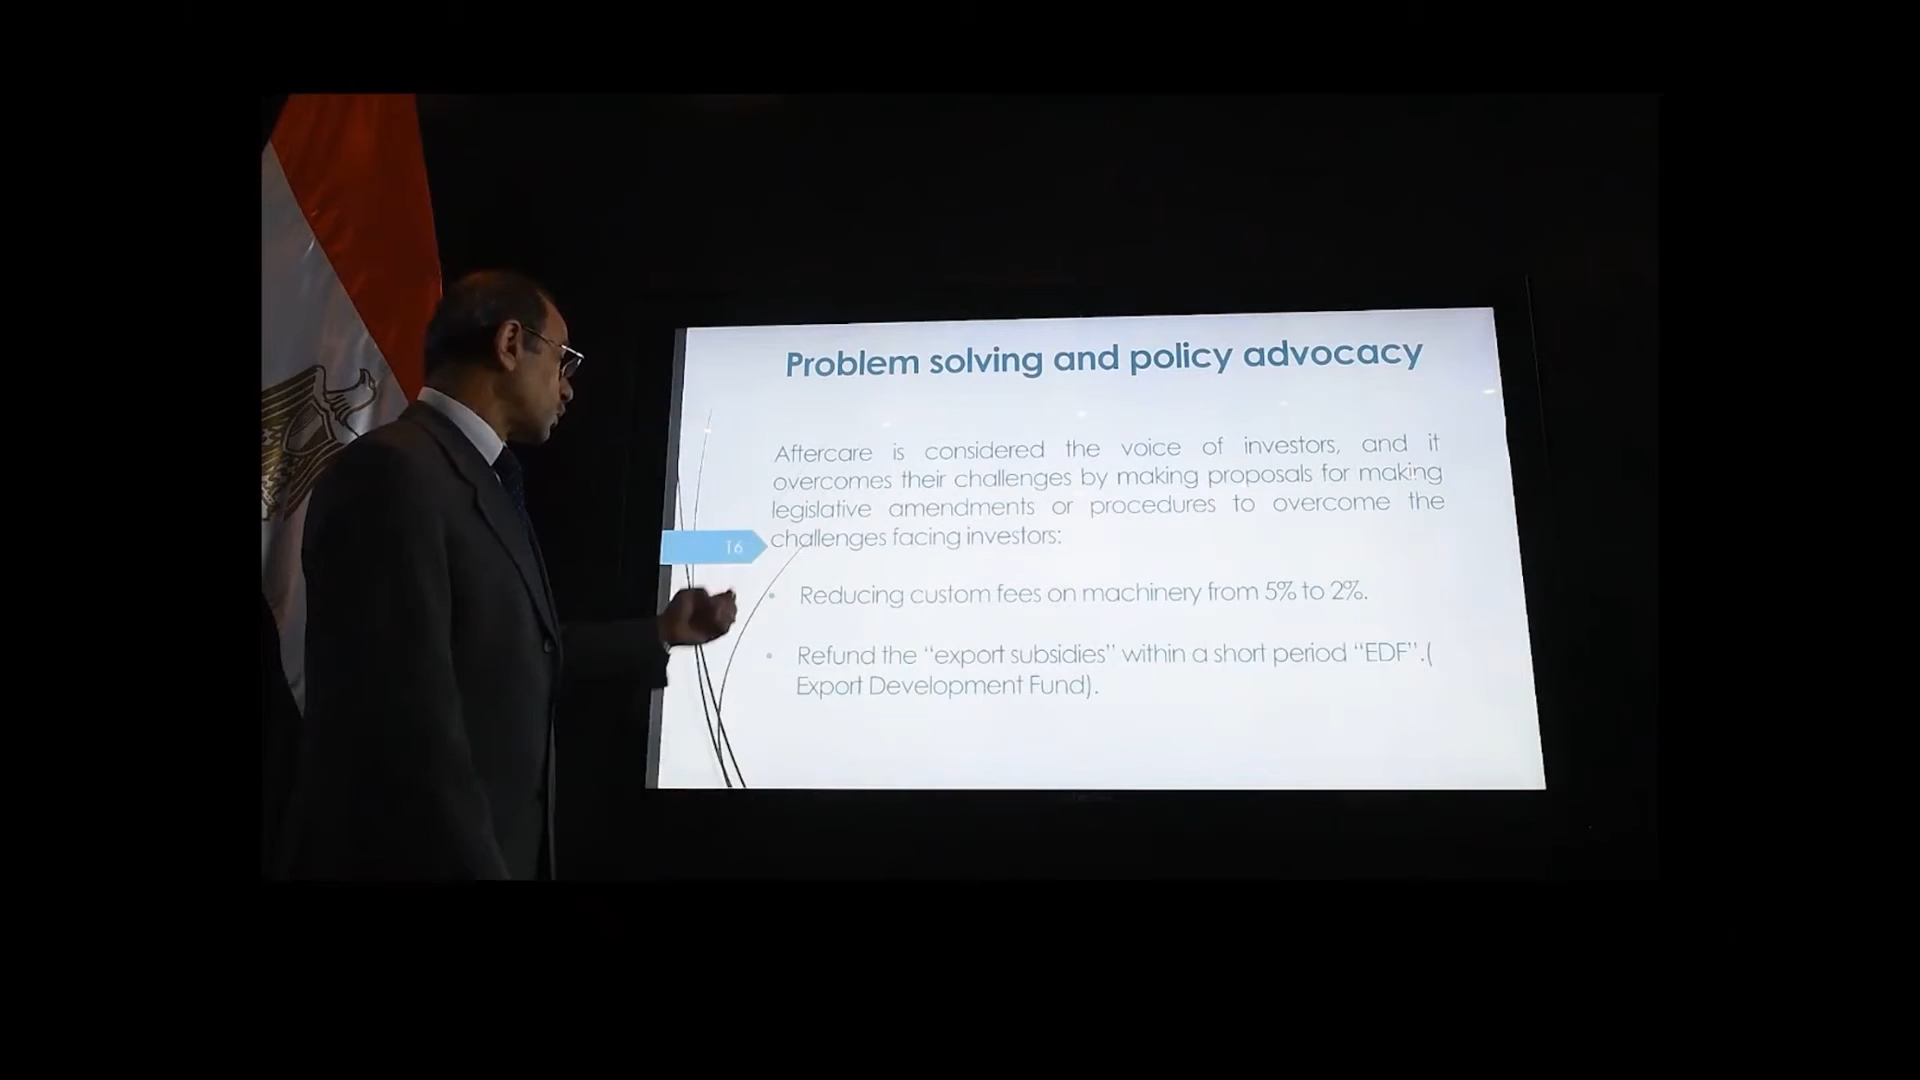 Problem solving and policy advocacy
Aftercare is considered the voice of investors, and it
overcomes their challenges by making proposals for making
legislative amendments or procedures to overcome the
challenges facing investors:
16
• Reducing custom fees on machinery from 5% to 2%.
• Refund the “export subsidies” within a short period “EDF”.(
Export Development Fund).